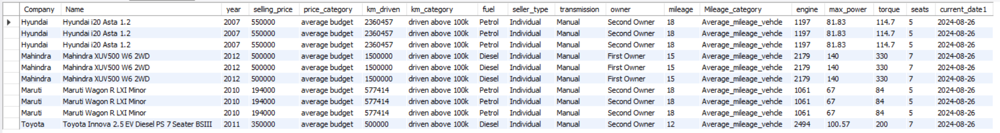 Company Name year selling_price price_category km_driven km_category fuel seller_type transmission owner mileage Mileage_category engine max_power torque seats current_date1
Hyundai Hyundai i20 Asta 1.2 2007 550000 average budget 2360457 driven above 100k Petrol Individual Manual Second Owner 18 Average_mileage_vehcle 1197 81.83 114.7 5 2024-08-26
Hyundai Hyundai i20 Asta 1.2 2007 550000 average budget 2360457 driven above 100k Petrol Individual Manual Second Owner 18 Average_mileage_vehcle 1197 81.83 114.7 5 2024-08-26
Hyundai Hyundai i20 Asta 1.2 2007 550000 average budget 2360457 driven above 100k Petrol Individual Manual Second Owner 18 Average_mileage_vehcle 1197 81.83 114.7 5 2024-08-26
Mahindra Mahindra XUV500 W6 2WD 2012 500000 average budget 1500000 driven above 100k Diesel Individual Manual First Owner 15 Average_mileage_vehcle 2179 140 330 7 2024-08-26
Mahindra Mahindra XUV500 W6 2WD 2012 500000 average budget 1500000 driven above 100k Diesel Individual Manual First Owner 15 Average_mileage_vehcle 2179 140 330 7 2024-08-26
Mahindra Mahindra XUV500 W6 2WD 2012 500000 average budget 1500000 driven above 100k Diesel Individual Manual First Owner 15 Average_mileage_vehcle 2179 140 330 7 2024-08-26
Maruti Maruti Wagon R LXI Minor 2010 194000 average budget 577414 driven above 100k Petrol Individual Manual Second Owner 18 Average_mileage_vehcle 1061 67 84 5 2024-08-26
Maruti Maruti Wagon R LXI Minor 2010 194000 average budget 577414 driven above 100k Petrol Individual Manual Second Owner 18 Average_mileage_vehcle 1061 67 84 5 2024-08-26
Maruti Maruti Wagon R LXI Minor 2010 194000 average budget 577414 driven above 100k Petrol Individual Manual Second Owner 18 Average_mileage_vehcle 1061 67 84 5 2024-08-26
Toyota Toyota Innova 2.5 EV Diesel PS 7 Seater BSIII 2011 350000 average budget 500000 driven above 100k Diesel Individual Manual Second Owner 12 Average_mileage_vehcle 2494 100.57 200 7 2024-08-26